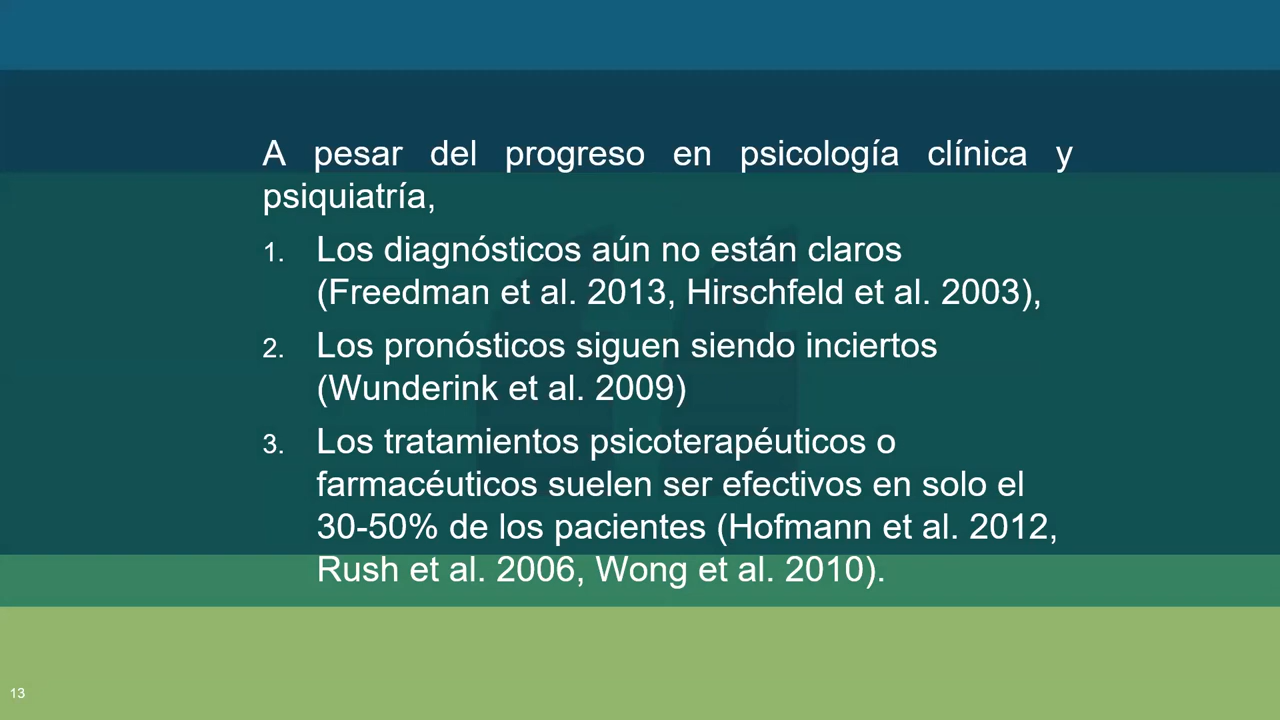 A pesar del progreso en psicología clínica y
psiquiatría,
1. Los diagnósticos aún no están claros
(Freedman et al. 2013, Hirschfeld et al. 2003),
2. Los pronósticos siguen siendo inciertos
(Wunderink et al. 2009)
3. Los tratamientos psicoterapéuticos o
farmacéuticos suelen ser efectivos en solo el
30-50% de los pacientes (Hofmann et al. 2012,
Rush et al. 2006, Wong et al. 2010).
13